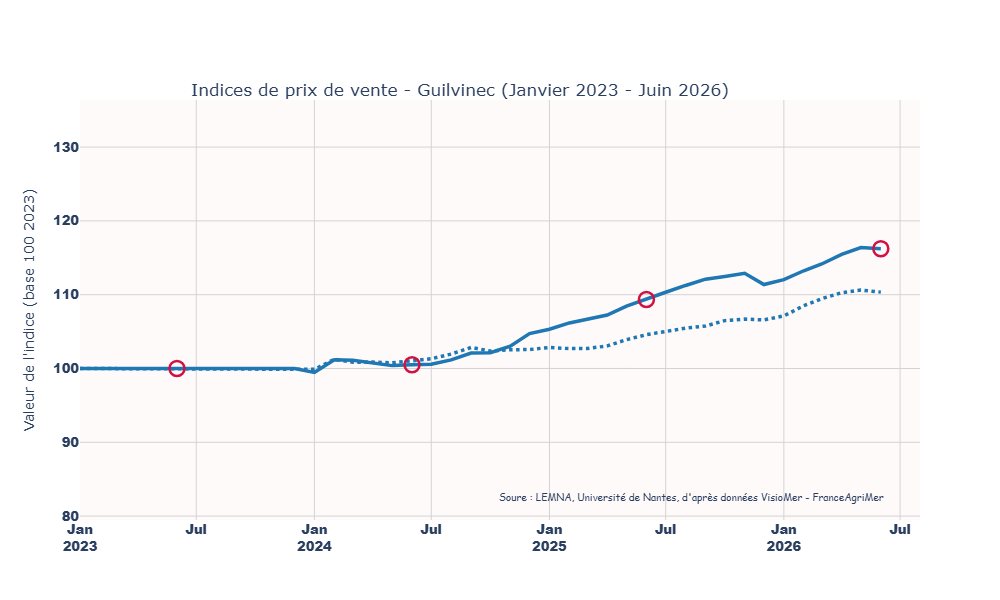 Indices de prix de vente - Guilvinec (Janvier 2023 - Juin 2026)
Valeur de l'indice (base 100 2023)
130
120
110
100
90
80
Soure : LEMNA, Université de Nantes, d'après données VisioMer - FranceAgriMer
Jan Jul Jan Jul Jan Jul Jan Jul
2023 2024 2025 2026